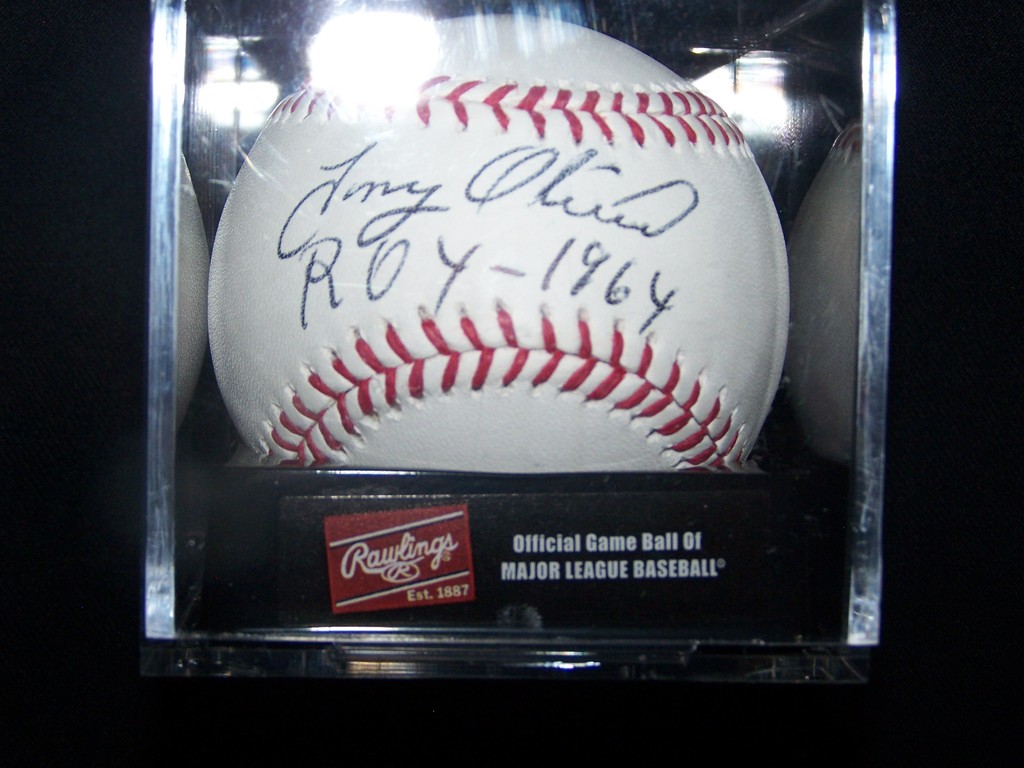 Tony Oliva
ROY-1964
Rawlings®
R
Est. 1887
Official Game Ball Of
MAJOR LEAGUE BASEBALL®